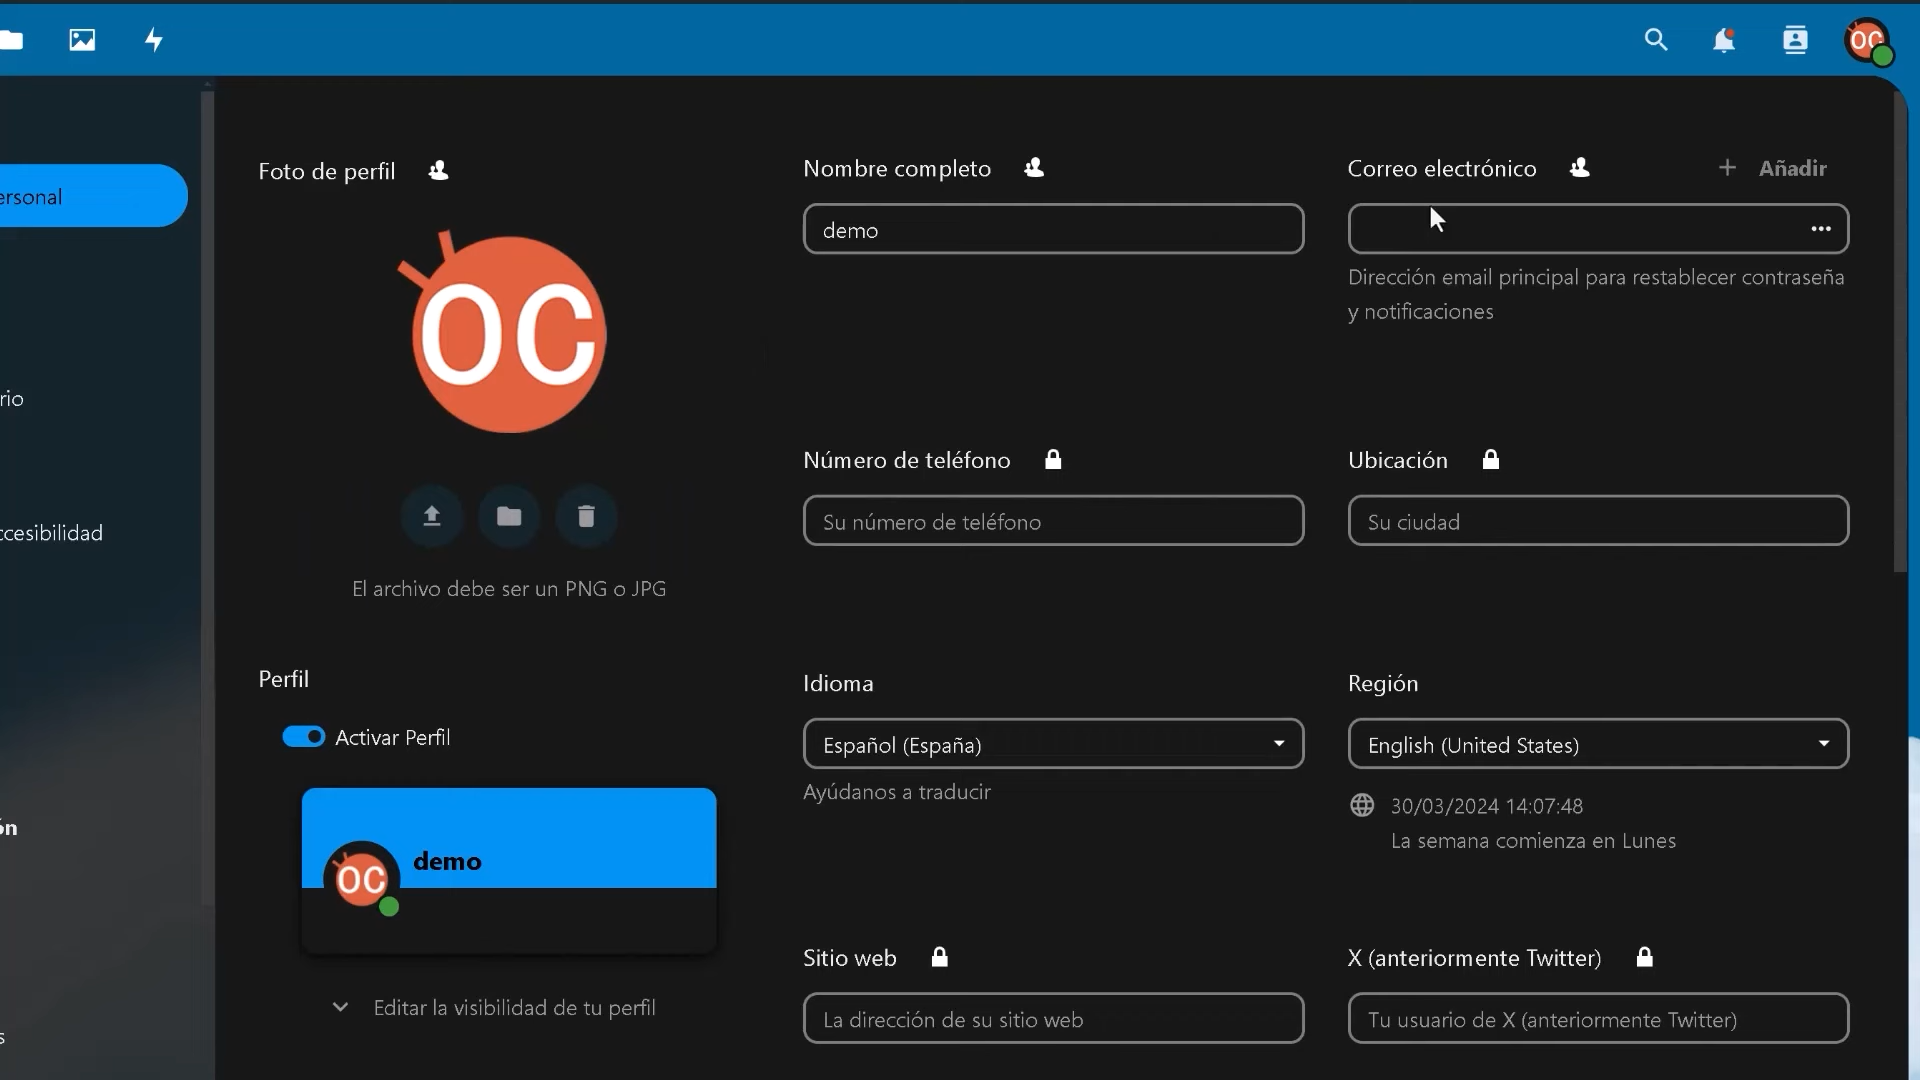 OC
ersonal
rio
ccesibilidad
ón
s
Foto de perfil
OC
El archivo debe ser un PNG o JPG
Perfil
Activar Perfil
OC
demo
Editar la visibilidad de tu perfil
Nombre completo
demo
Correo electrónico
+ Añadir
Dirección email principal para restablecer contraseña
y notificaciones
Número de teléfono
Su número de teléfono
Ubicación
Su ciudad
Idioma
Español (España)
Ayúdanos a traducir
Región
English (United States)
30/03/2024 14:07:48
La semana comienza en Lunes
Sitio web
La dirección de su sitio web
X (anteriormente Twitter)
Tu usuario de X (anteriormente Twitter)